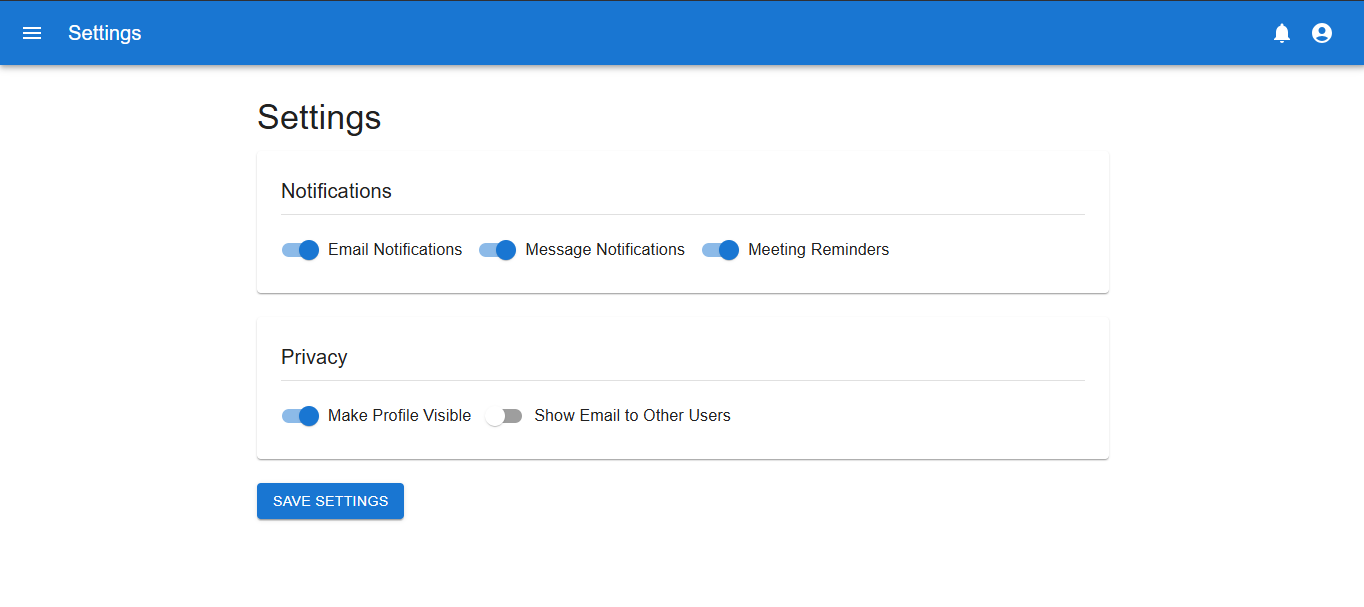 Settings
Settings
Notifications
Email Notifications Message Notifications Meeting Reminders
Privacy
Make Profile Visible Show Email to Other Users
SAVE SETTINGS